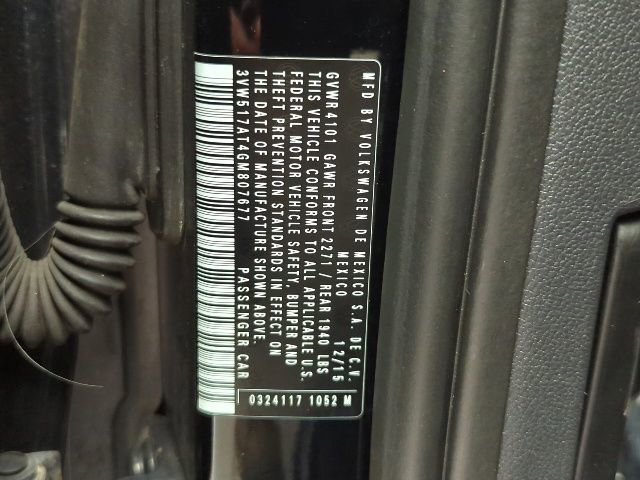 MFD BY VOLKSWAGEN DE MEXICO S.A. DE C.V.
MEXICO 12/15
GVWR 4101 GAWR FRONT 2271 / REAR 1940 LBS
THIS VEHICLE CONFORMS TO ALL APPLICABLE U.S.
FEDERAL MOTOR VEHICLE SAFETY, BUMPER AND
THEFT PREVENTION STANDARDS IN EFFECT ON
THE DATE OF MANUFACTURE SHOWN ABOVE.
3VW517AT4GM807677 PASSENGER CAR
0324117 1052 M